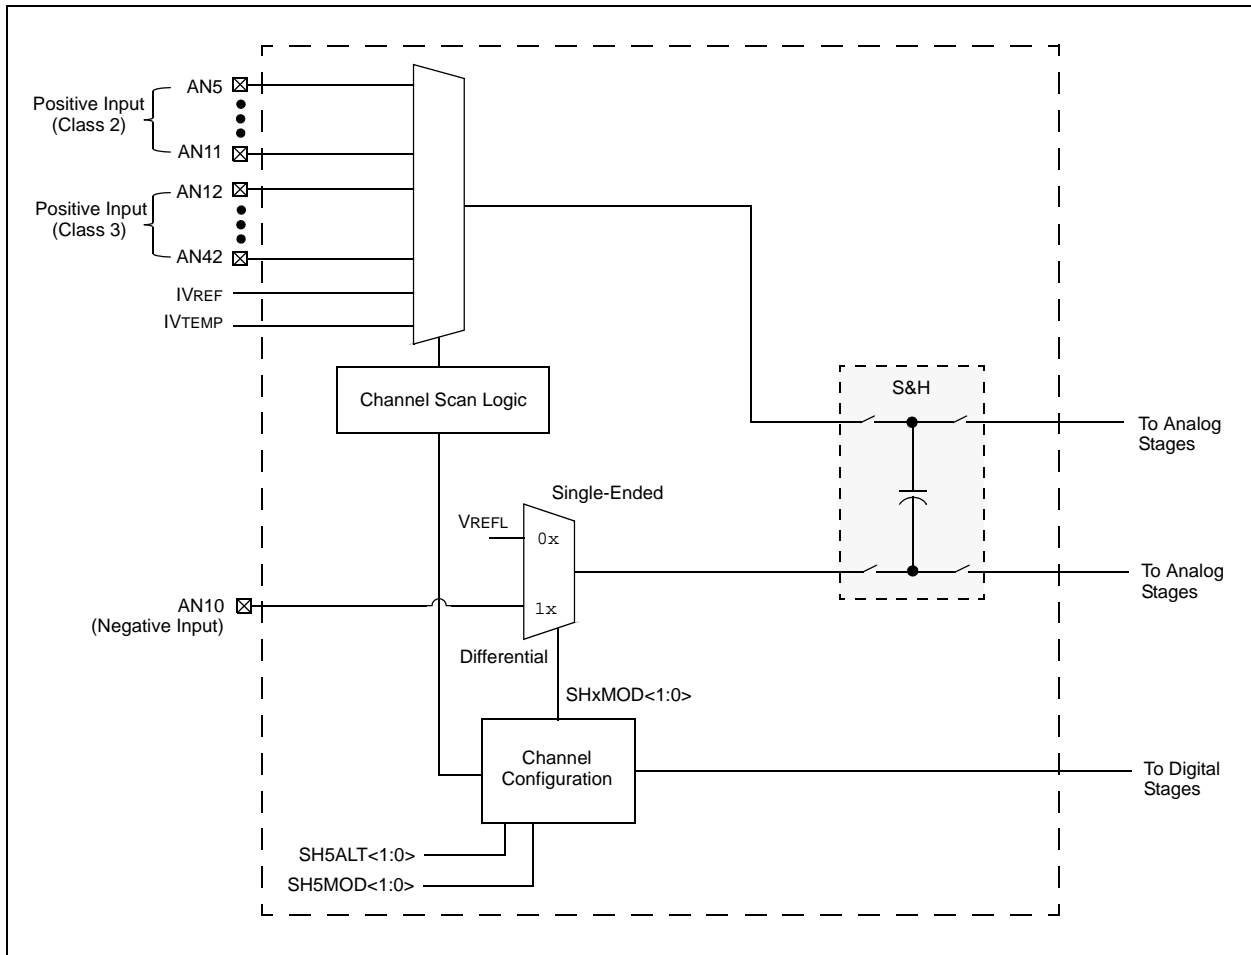 AN5
Positive Input
(Class 2)
AN11
AN12
Positive Input
(Class 3)
AN42
IVREF
IVTEMP
Channel Scan Logic
S&H
To Analog
Stages
Single-Ended
VREFL
0x
To Analog
Stages
AN10
(Negative Input)
1x
Differential
SHxMOD<1:0>
Channel
Configuration
To Digital
Stages
SH5ALT<1:0>
SH5MOD<1:0>